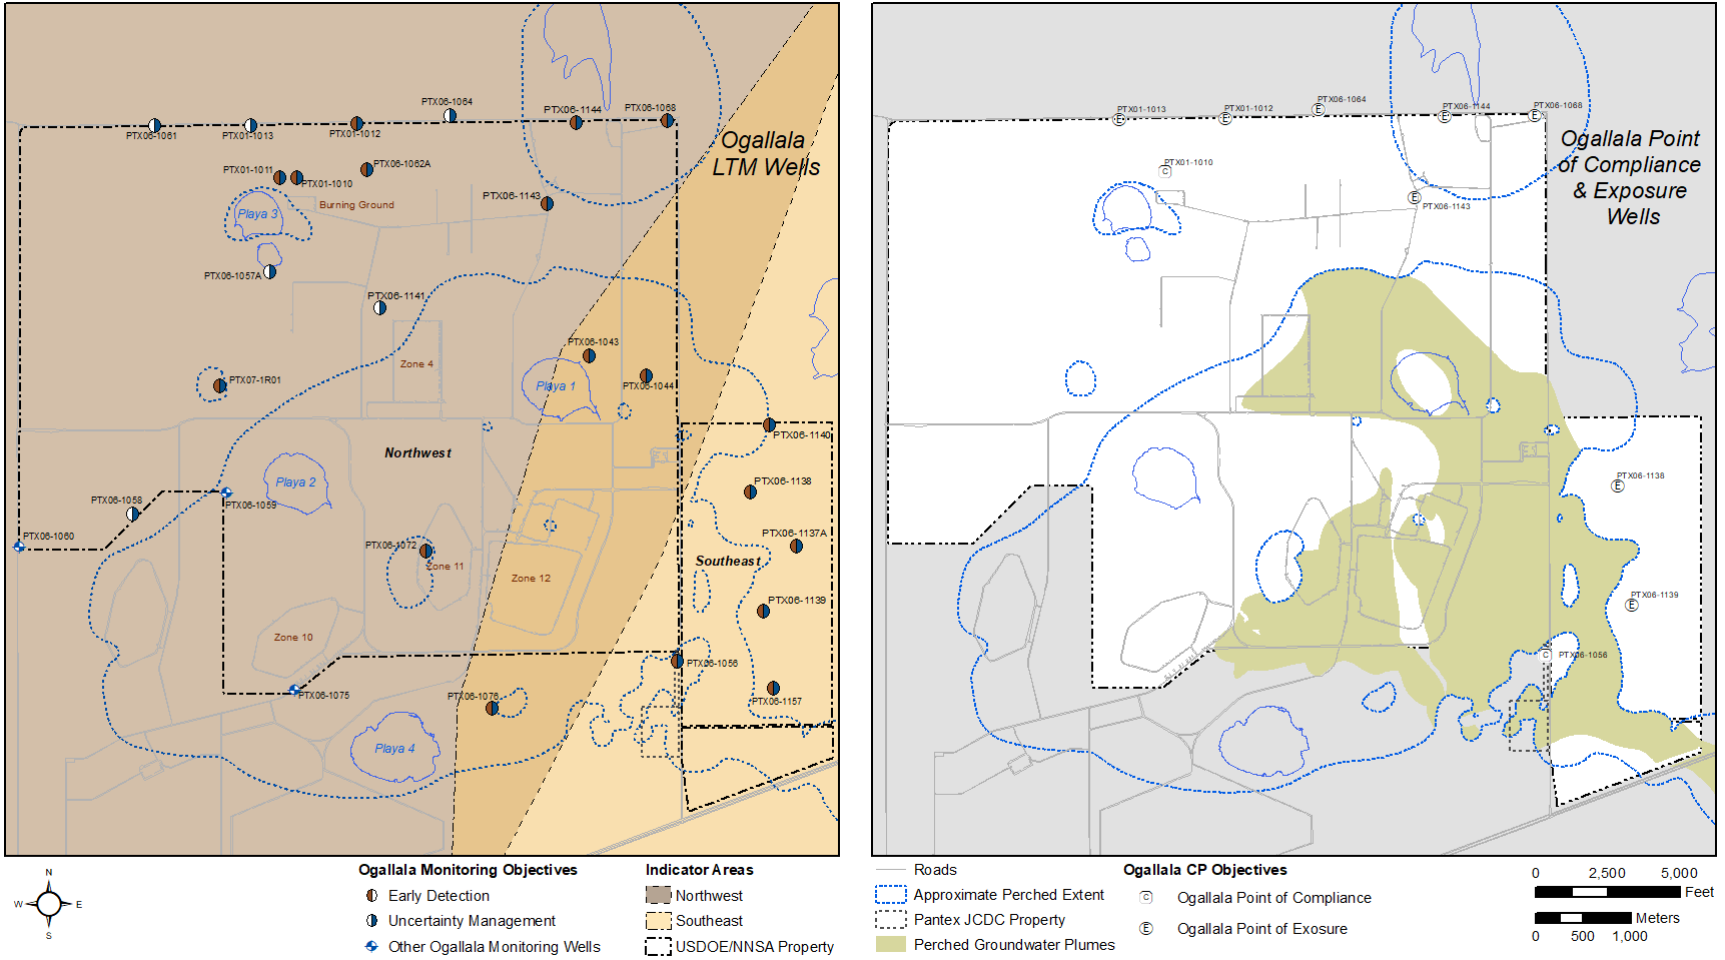 PTX06-1064
PTX06-1144
PTX06-1068
PTX06-1061
PTX01-1013
PTX01-1012
Ogallala
LTM Wells
PTX01-1011
PTX06-1062A
PTX01-1010
Burning Ground
PTX06-1143
Playa 3
PTX06-1057A
PTX06-1141
PTX06-1043
Zone 4
PTX07-1R01
Playa 1
PTX06-1044
PTX06-1140
Northwest
Playa 2
PTX06-1138
PTX06-1058
PTX06-1059
PTX06-1060
PTX06-1072
PTX06-1137A
Southeast
Zone 11
Zone 12
PTX06-1139
Zone 10
PTX06-1056
PTX06-1075
PTX06-1076
PTX06-1157
Playa 4
PTX01-1013
PTX01-1012
PTX06-1064
PTX06-1144
PTX06-1068
E
E
E
E
E
Ogallala Point
of Compliance
& Exposure
Wells
PTX01-1010
C
E
PTX06-1143
PTX06-1138
E
PTX06-1139
E
C
PTX06-1056
N
W
E
S
Ogallala Monitoring Objectives
Early Detection
Uncertainty Management
Other Ogallala Monitoring Wells
Indicator Areas
Northwest
Southeast
USDOE/NNSA Property
Roads
Approximate Perched Extent
Pantex JCDC Property
Perched Groundwater Plumes
Ogallala CP Objectives
C
Ogallala Point of Compliance
E
Ogallala Point of Exosure
0 2,500 5,000
Feet
Meters
0 500 1,000